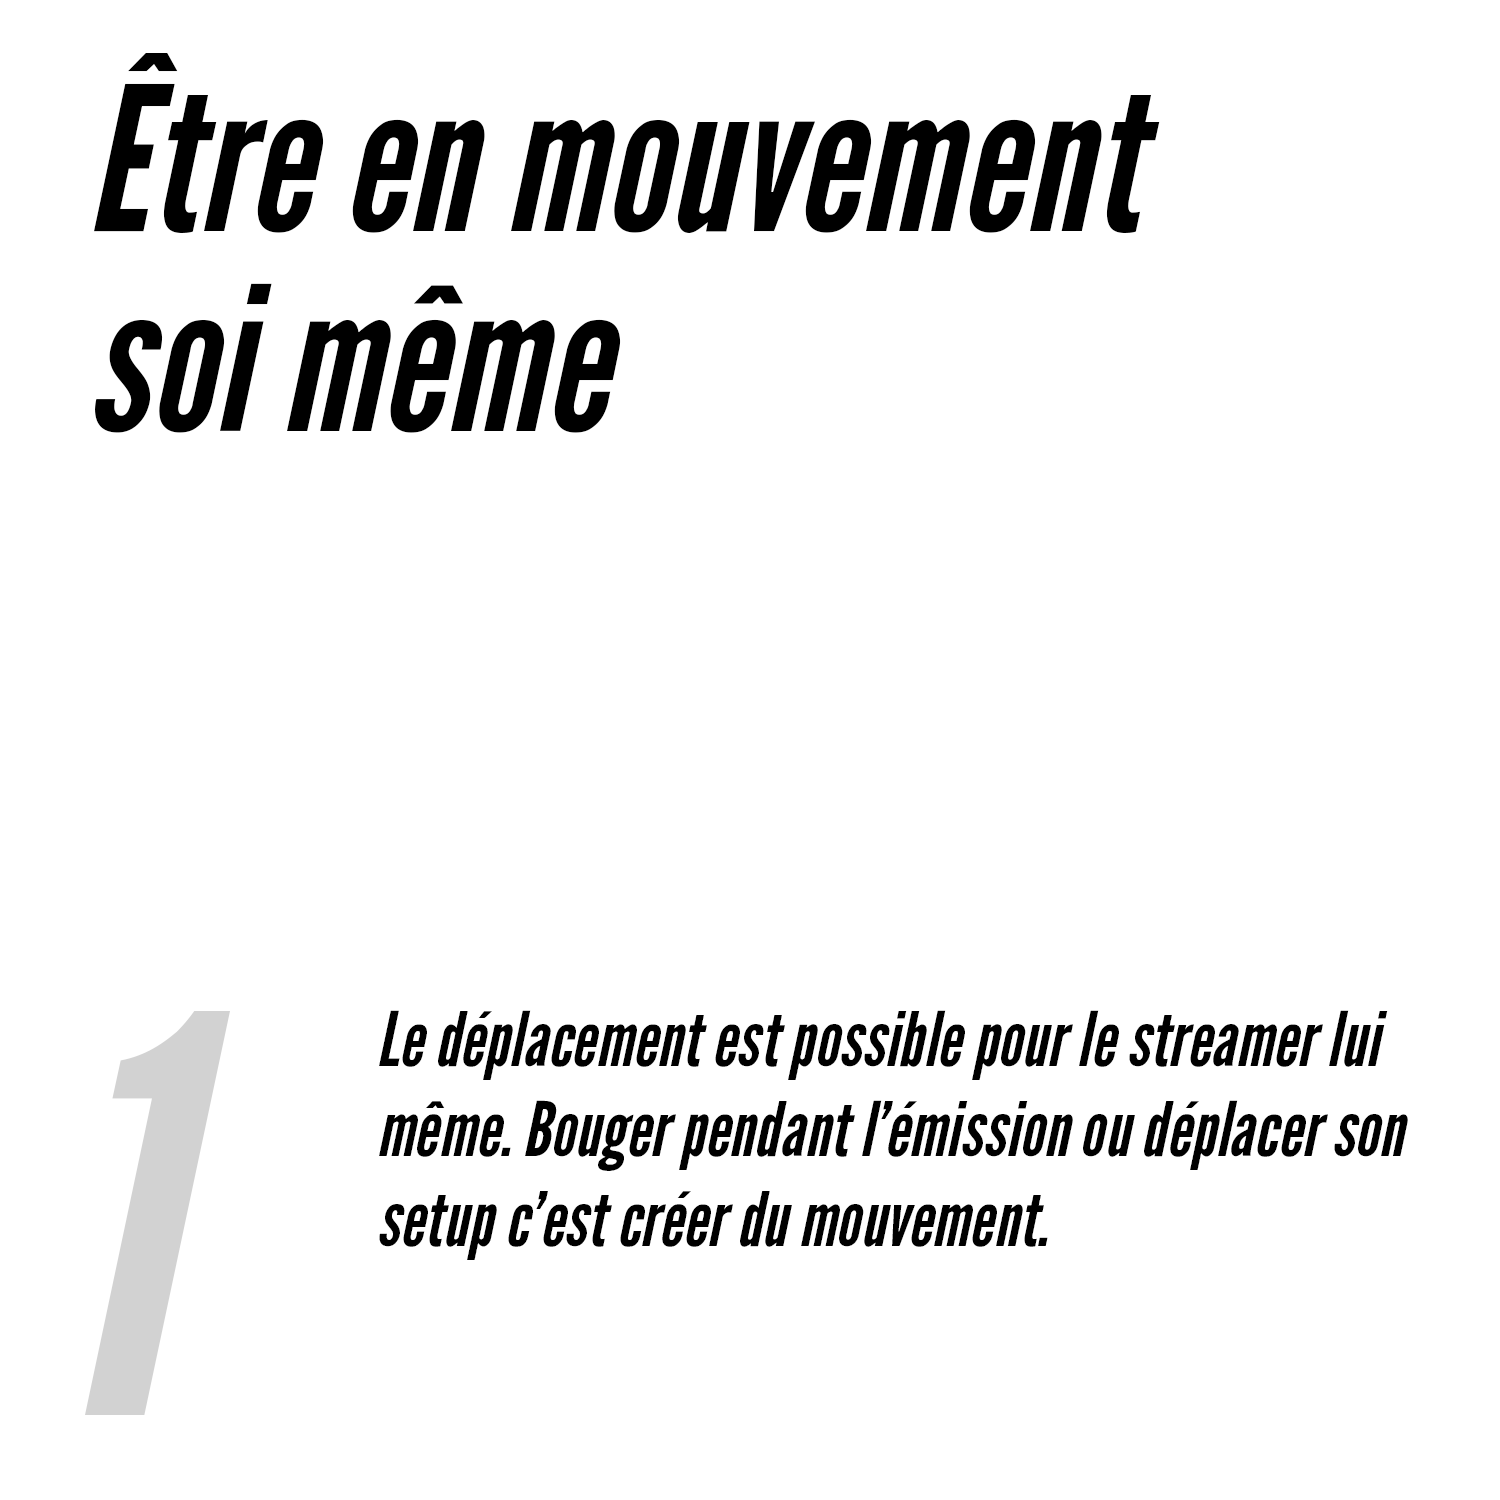 Être en mouvement
soi même
1
Le déplacement est possible pour le streamer lui
même. Bouger pendant l’émission ou déplacer son
setup c’est créer du mouvement.